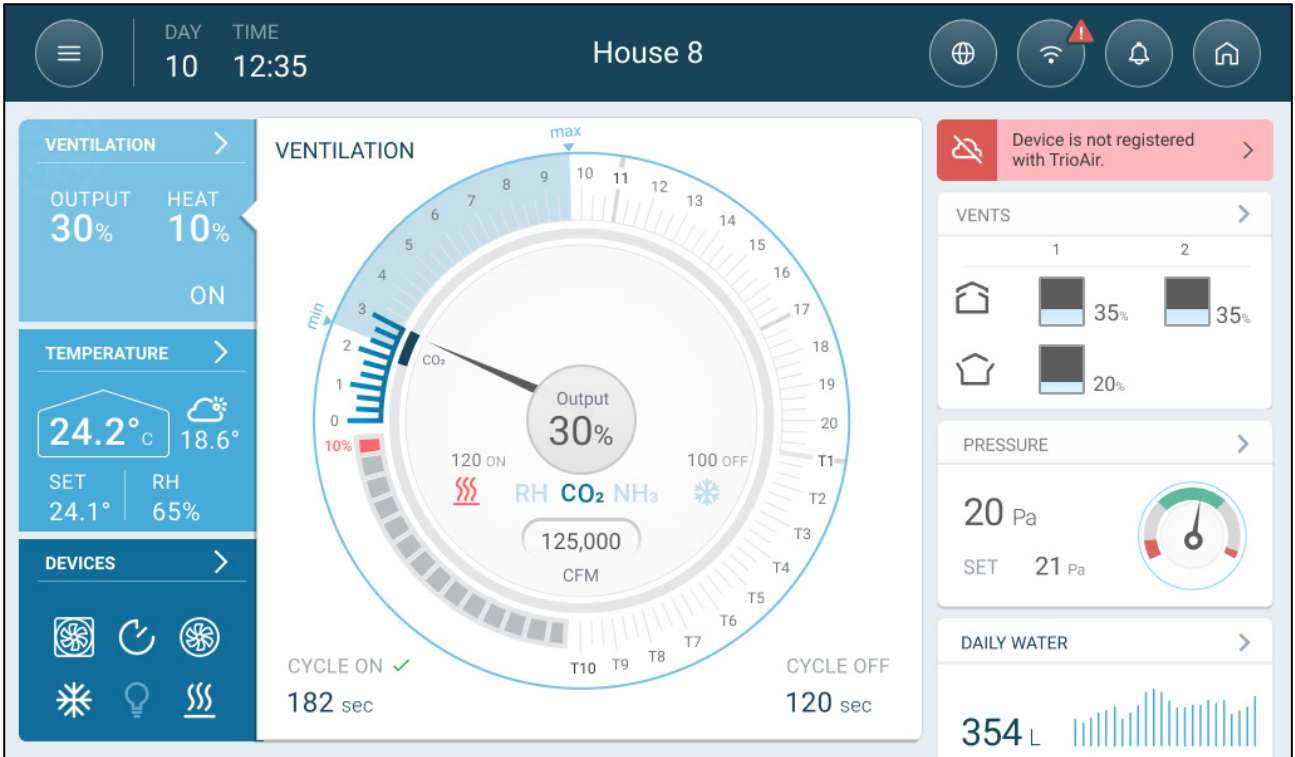 DAY TIME
10 12:35
House 8
VENTILATION
OUTPUT HEAT
30% 10%
ON
TEMPERATURE
24.2°C 18.6°
SET RH
24.1° 65%
DEVICES
VENTILATION
max
min
0
1
2
3
4
5
6
7
8
9
10
11
12
13
14
15
16
17
18
19
20
T1
T2
T3
T4
T5
T6
T7
T8
T9
T10
10%
CO₂
Output
30%
120 ON
100 OFF
RH CO₂ NH₃
125,000
CFM
CYCLE ON
182 sec
CYCLE OFF
120 sec
Device is not registered
with TrioAir.
VENTS
1 2
35% 35%
20%
PRESSURE
20 Pa
SET 21 Pa
DAILY WATER
354 L